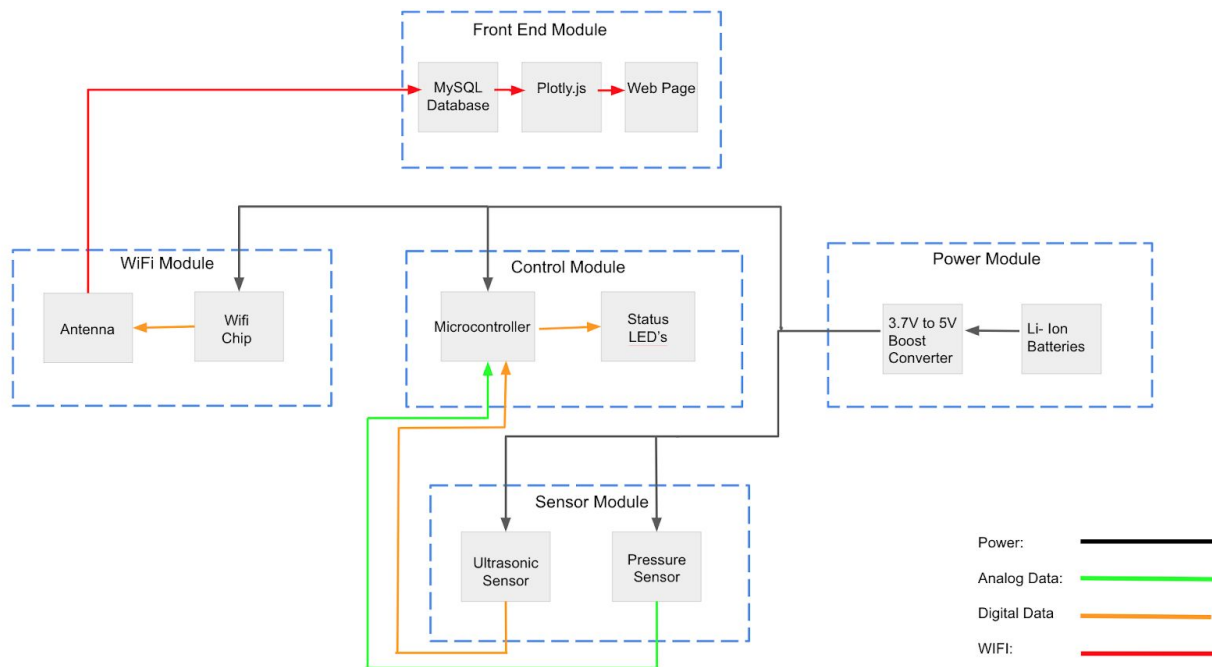 Front End Module
MySQL
Database
Plotly.js
Web Page
WiFi Module
Antenna
Wifi
Chip
Control Module
Microcontroller
Status
LED's
Power Module
3.7V to 5V
Boost
Converter
Li- Ion
Batteries
Sensor Module
Ultrasonic
Sensor
Pressure
Sensor
Power:
Analog Data:
Digital Data
WIFI: